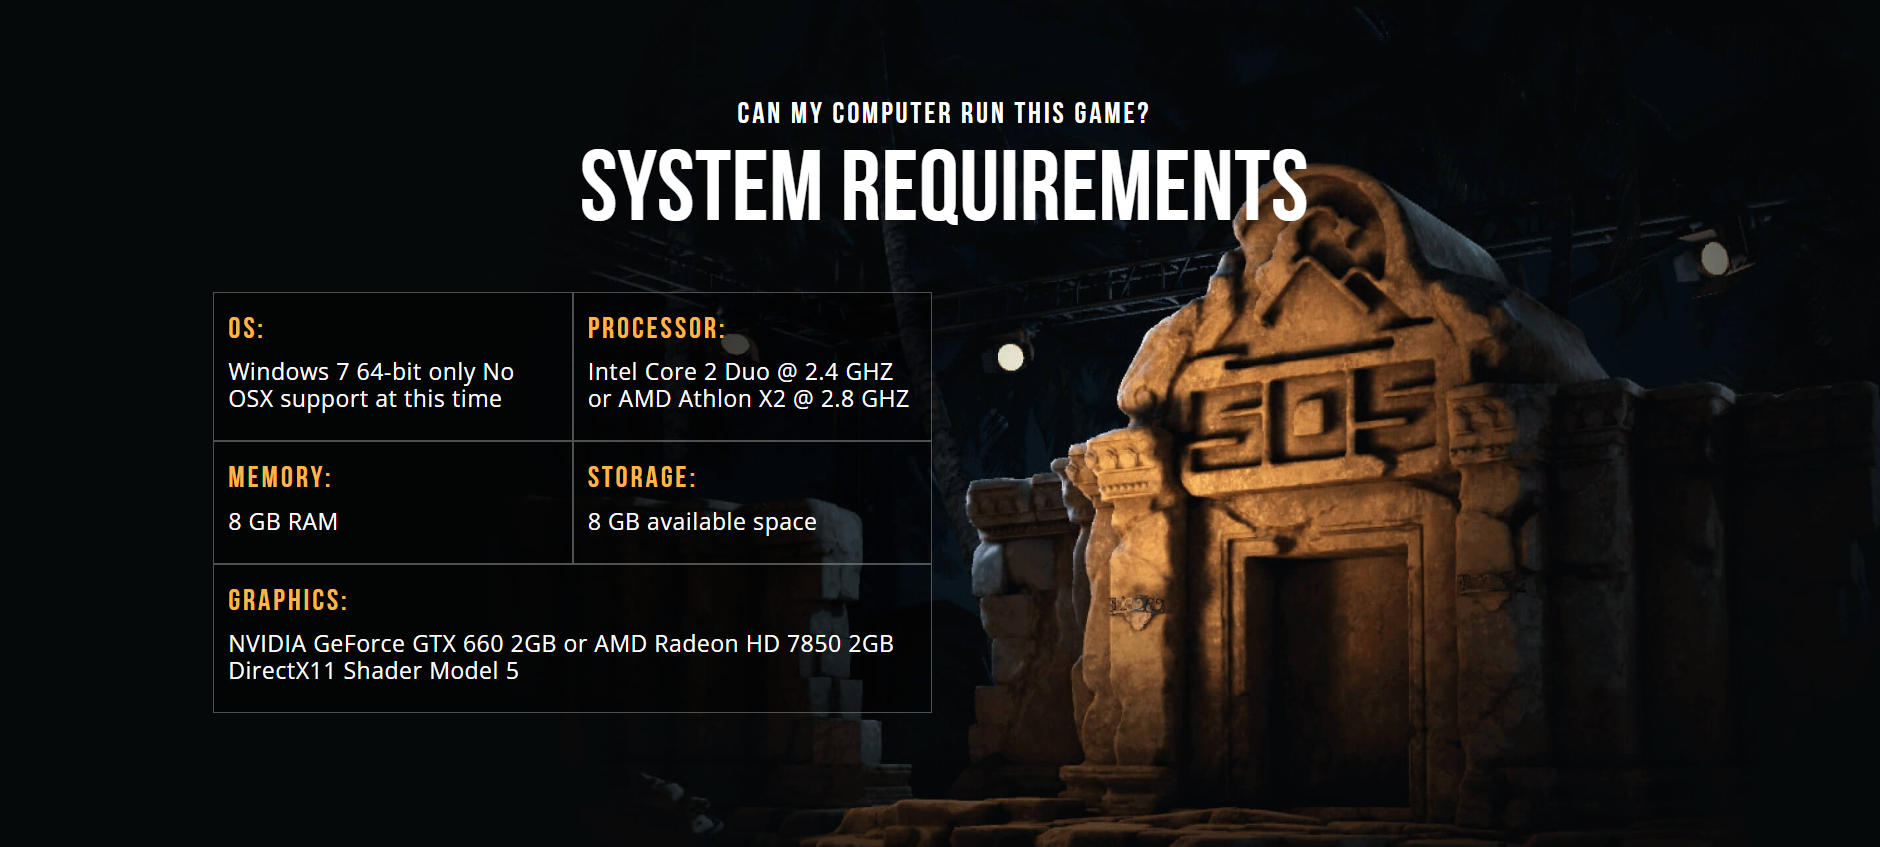 CAN MY COMPUTER RUN THIS GAME?
SYSTEM REQUIREMENTS
OS:
Windows 7 64-bit only No
OSX support at this time
PROCESSOR:
Intel Core 2 Duo @ 2.4 GHZ
or AMD Athlon X2 @ 2.8 GHZ
MEMORY:
8 GB RAM
STORAGE:
8 GB available space
GRAPHICS:
NVIDIA GeForce GTX 660 2GB or AMD Radeon HD 7850 2GB
DirectX11 Shader Model 5
SOS